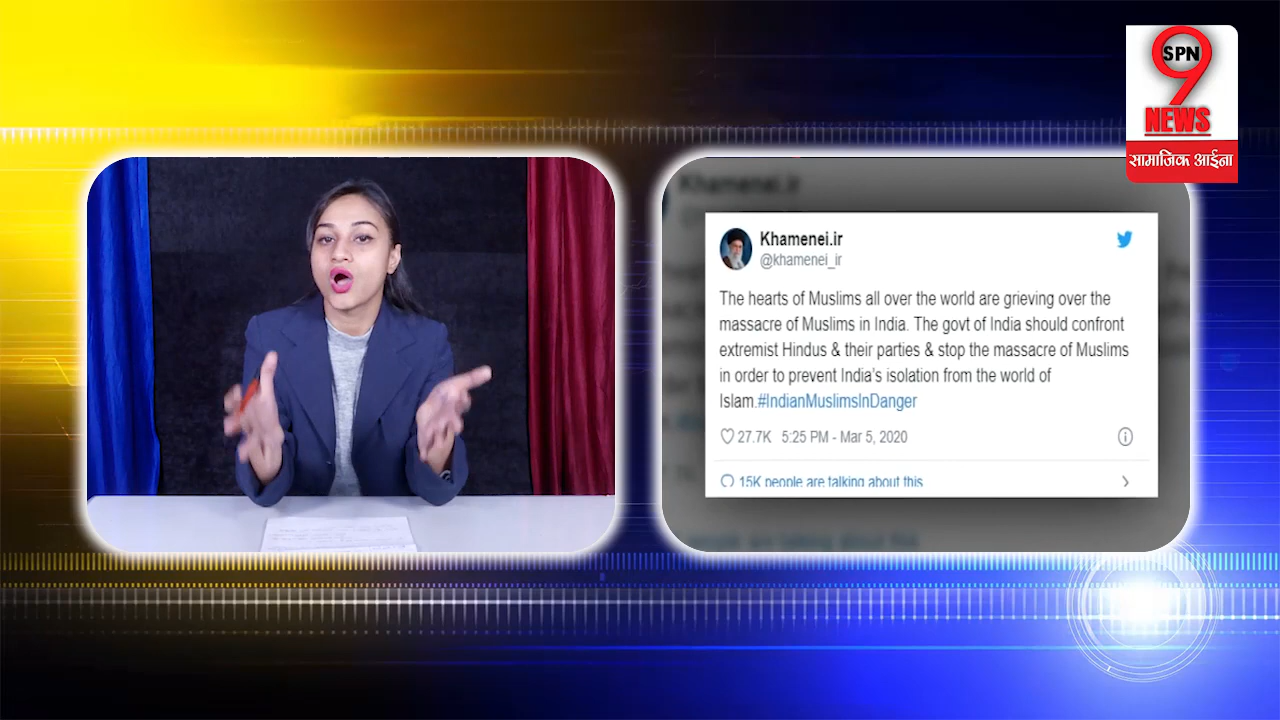 SPN
9
NEWS
सामाजिक आईना
Khamenei.ir
Khamenei.ir
@khamenei_ir
The hearts of Muslims all over the world are grieving over the
massacre of Muslims in India. The govt of India should confront
extremist Hindus & their parties & stop the massacre of Muslims
in order to prevent India's isolation from the world of
Islam.#IndianMuslimsInDanger
27.7K 5:25 PM - Mar 5, 2020
15K people are talking about this